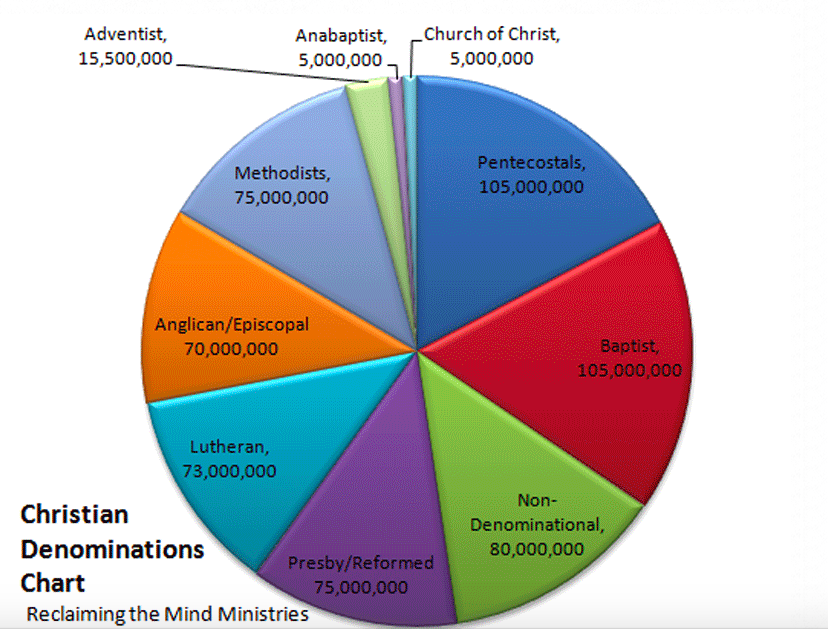 Adventist,
15,500,000
Anabaptist,
5,000,000
Church of Christ,
5,000,000
Pentecostals,
105,000,000
Methodists,
75,000,000
Anglican/Episcopal
70,000,000
Baptist,
105,000,000
Lutheran,
73,000,000
Non-
Denominational,
80,000,000
Presby/Reformed
75,000,000
Christian
Denominations
Chart
Reclaiming the Mind Ministries